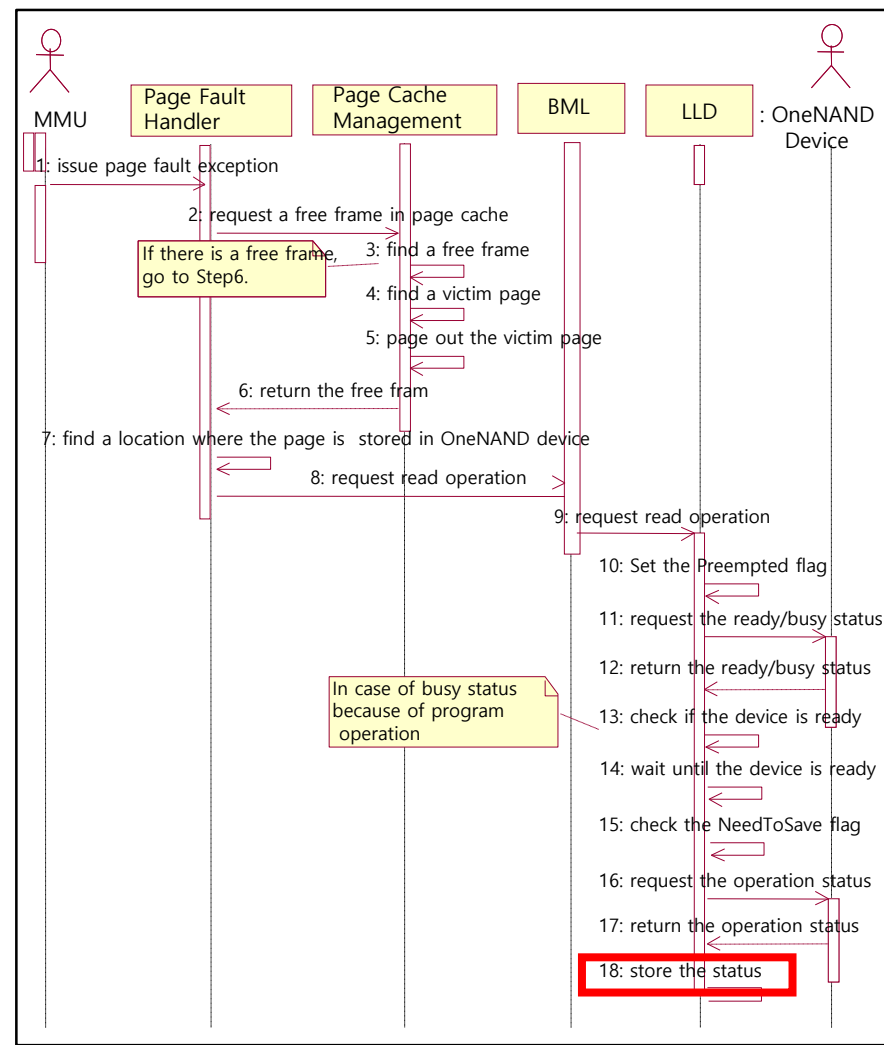 MMU
Page Fault
Handler
Page Cache
Management
BML
LLD
: OneNAND
Device
1: issue page fault exception
2: request a free frame in page cache
If there is a free frame,
go to Step6.
3: find a free frame
4: find a victim page
5: page out the victim page
6: return the free fram
7: find a location where the page is stored in OneNAND device
8: request read operation
9: request read operation
10: Set the Preempted flag
11: request the ready/busy status
12: return the ready/busy status
In case of busy status
because of program
operation
13: check if the device is ready
14: wait until the device is ready
15: check the NeedToSave flag
16: request the operation status
17: return the operation status
18: store the status